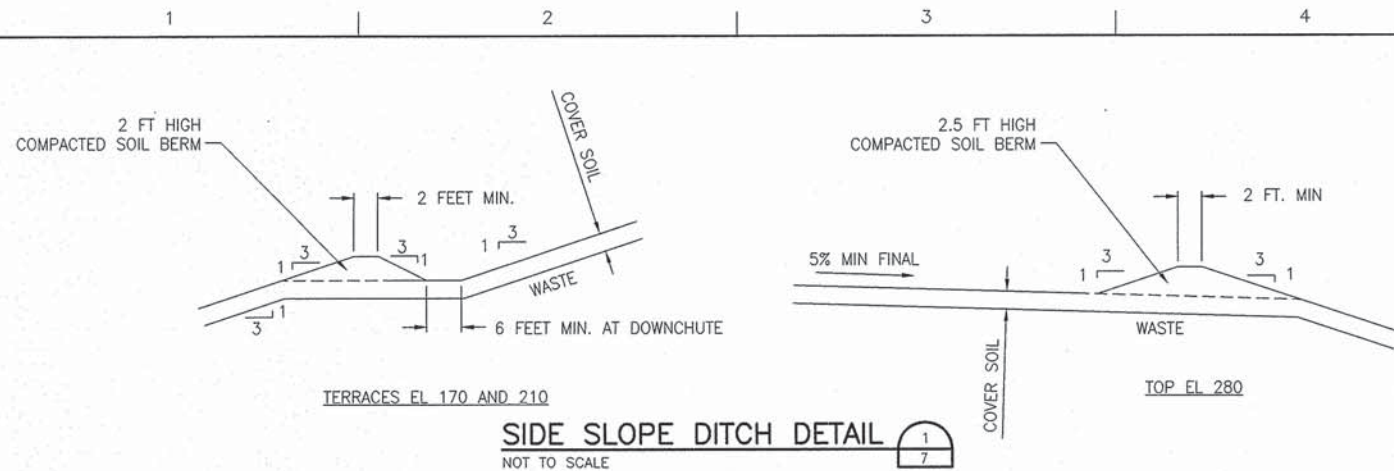 1 2 3 4
2 FT HIGH
COMPACTED SOIL BERM
2 FEET MIN.
COVER SOIL
3
1
3
1
3
1
3
1
WASTE
6 FEET MIN. AT DOWNCHUTE
TERRACES EL 170 AND 210
2.5 FT HIGH
COMPACTED SOIL BERM
2 FT. MIN
5% MIN FINAL
3
1
3
1
WASTE
COVER SOIL
TOP EL 280
SIDE SLOPE DITCH DETAIL
1
7
NOT TO SCALE